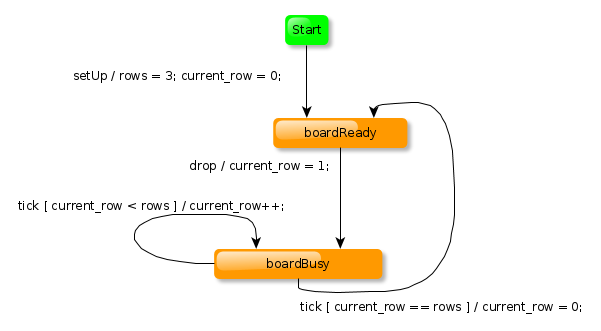 Start
setUp / rows = 3; current_row = 0;
boardReady
drop / current_row = 1;
tick [ current_row < rows ] / current_row++;
boardBusy
tick [ current_row == rows ] / current_row = 0;